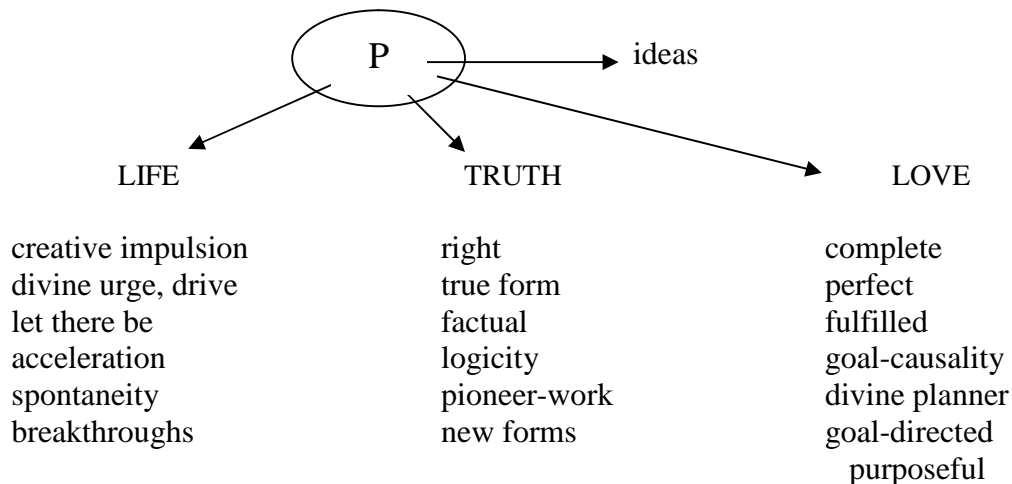 P
ideas
LIFE TRUTH LOVE
creative impulsion right complete
divine urge, drive true form perfect
let there be factual fulfilled
acceleration logicity goal-causality
spontaneity pioneer-work divine planner
breakthroughs new forms goal-directed
purposeful